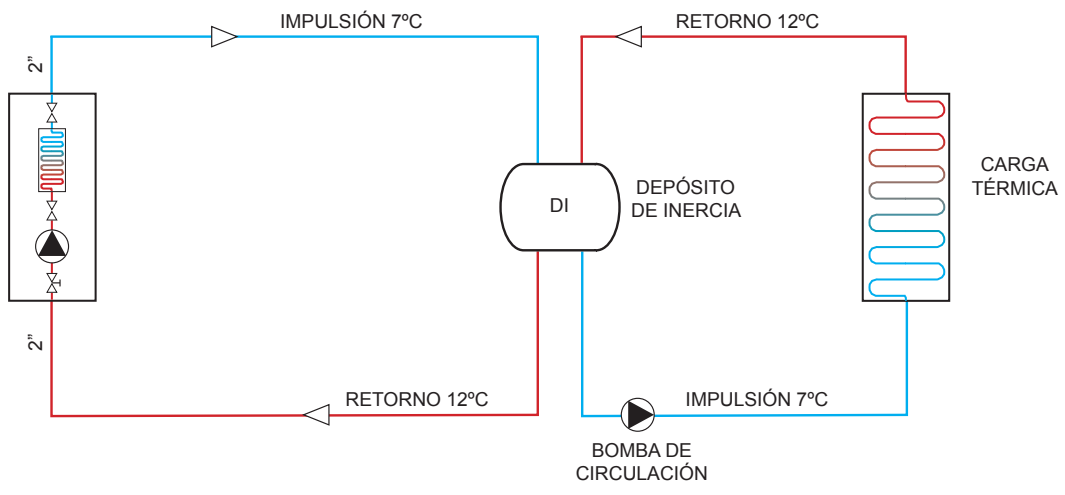 IMPULSIÓN 7ºC
RETORNO 12ºC
2”
DI
DEPÓSITO
DE INERCIA
CARGA
TÉRMICA
2”
RETORNO 12ºC
IMPULSIÓN 7ºC
BOMBA DE
CIRCULACIÓN